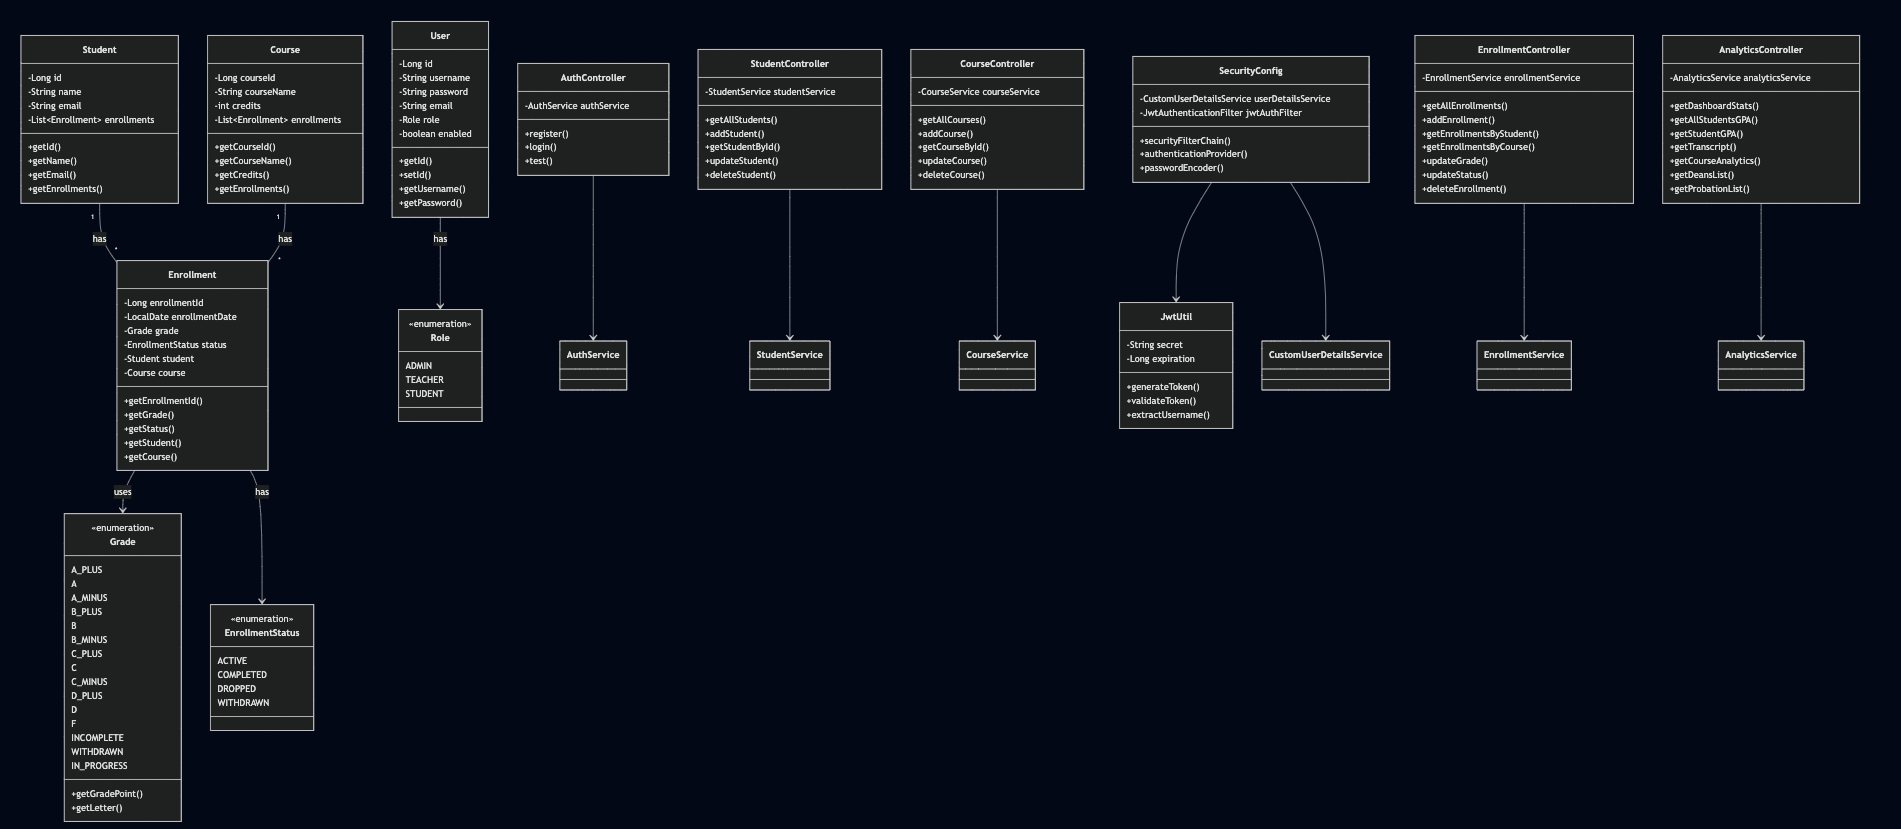 Student
-Long id
-String name
-String email
-List<Enrollment> enrollments
+getId()
+getName()
+getEmail()
+getEnrollments()
Course
-Long courseId
-String courseName
-int credits
-List<Enrollment> enrollments
+getCourseId()
+getCourseName()
+getCredits()
+getEnrollments()
User
-Long id
-String username
-String password
-String email
-Role role
-boolean enabled
+getId()
+setId()
+getUsername()
+getPassword()
AuthController
-AuthService authService
+register()
+login()
+test()
StudentController
-StudentService studentService
+getAllStudents()
+addStudent()
+getStudentById()
+updateStudent()
+deleteStudent()
CourseController
-CourseService courseService
+getAllCourses()
+addCourse()
+getCourseById()
+updateCourse()
+deleteCourse()
SecurityConfig
-CustomUserDetailsService userDetailsService
-JwtAuthenticationFilter jwtAuthFilter
+securityFilterChain()
+authenticationProvider()
+passwordEncoder()
EnrollmentController
-EnrollmentService enrollmentService
+getAllEnrollments()
+addEnrollment()
+getEnrollmentsByStudent()
+getEnrollmentsByCourse()
+updateGrade()
+updateStatus()
+deleteEnrollment()
AnalyticsController
-AnalyticsService analyticsService
+getDashboardStats()
+getAllStudentsGPA()
+getStudentGPA()
+getTranscript()
+getCourseAnalytics()
+getDeansList()
+getProbationList()
1
has
*
1
has
*
has
Enrollment
-Long enrollmentId
-LocalDate enrollmentDate
-Grade grade
-EnrollmentStatus status
-Student student
-Course course
+getEnrollmentId()
+getGrade()
+getStatus()
+getStudent()
+getCourse()
«enumeration»
Role
ADMIN
TEACHER
STUDENT
AuthService
StudentService
CourseService
JwtUtil
-String secret
-Long expiration
+generateToken()
+validateToken()
+extractUsername()
CustomUserDetailsService
EnrollmentService
AnalyticsService
uses
has
«enumeration»
Grade
A_PLUS
A
A_MINUS
B_PLUS
B
B_MINUS
C_PLUS
C
C_MINUS
D_PLUS
D
F
INCOMPLETE
WITHDRAWN
IN_PROGRESS
+getGradePoint()
+getLetter()
«enumeration»
EnrollmentStatus
ACTIVE
COMPLETED
DROPPED
WITHDRAWN